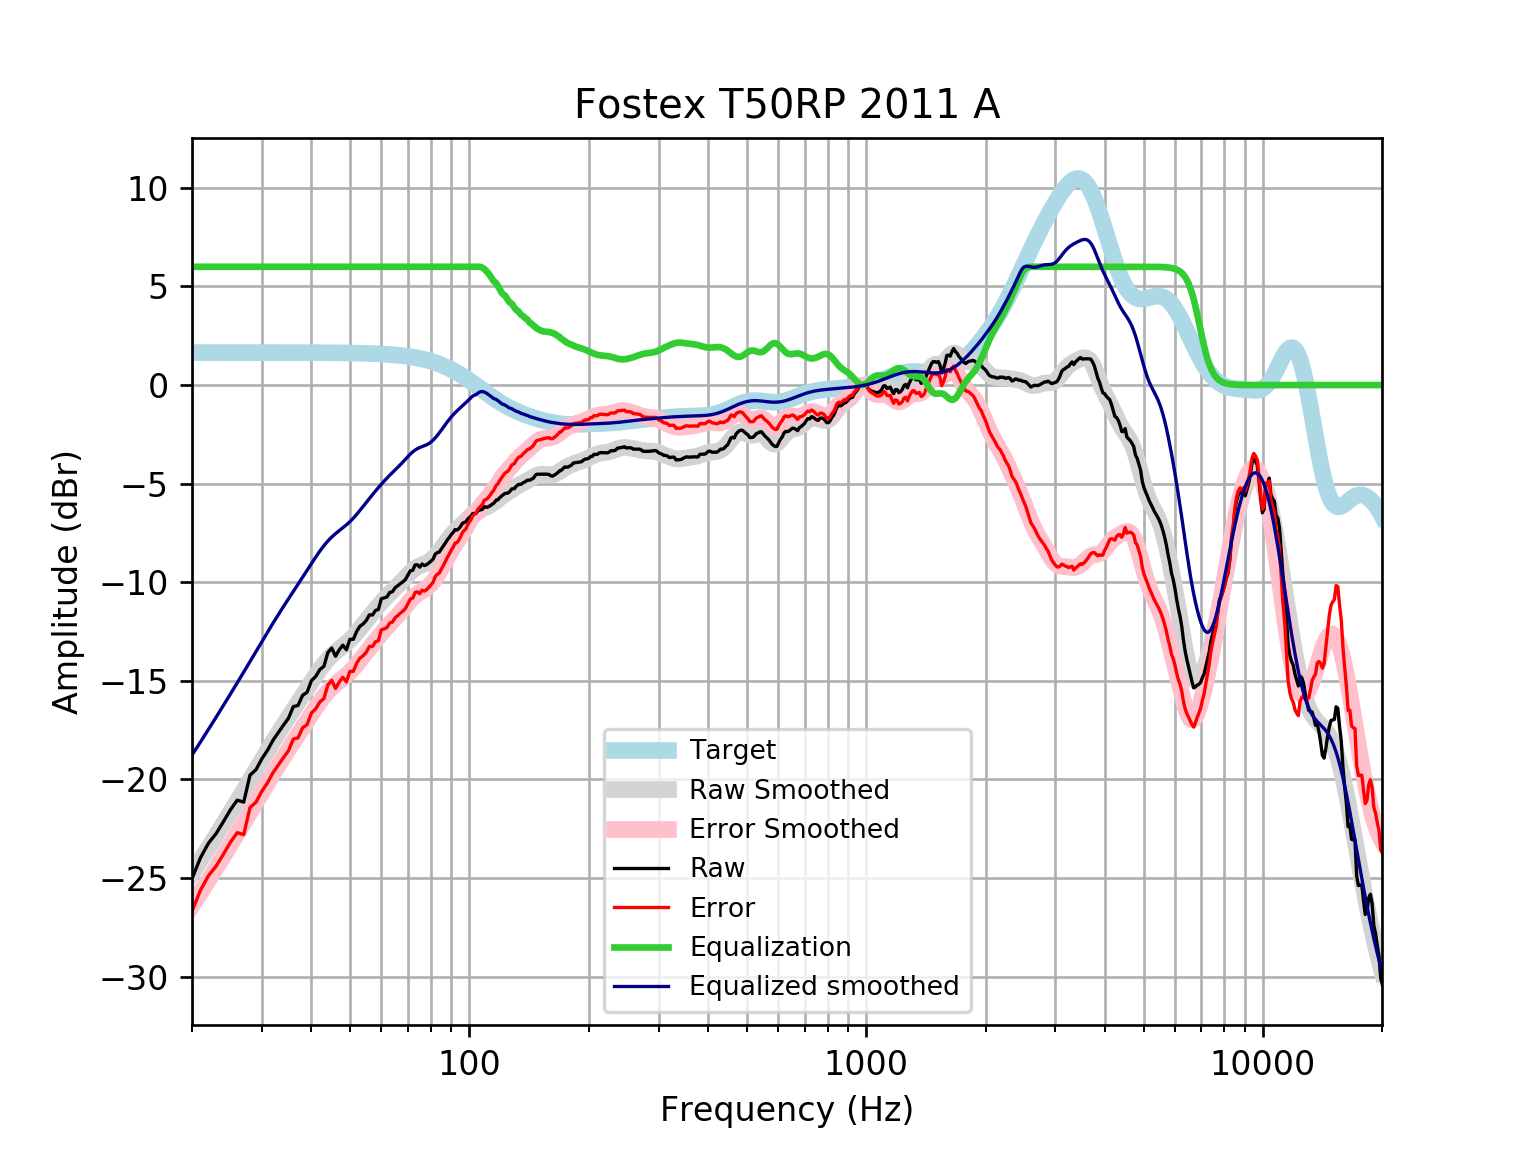 Fostex T50RP 2011 A
10
5
0
−5
−10
−15
−20
−25
−30
Amplitude (dBr)
Target
Raw Smoothed
Error Smoothed
Raw
Error
Equalization
Equalized smoothed
100 1000 10000
Frequency (Hz)